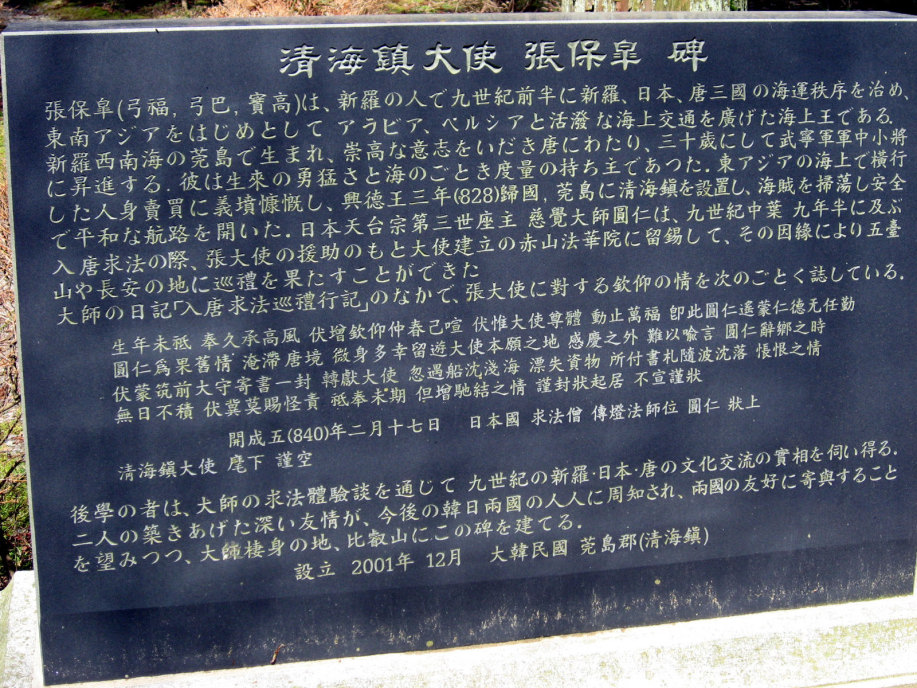 清海鎮大使 張保皐 碑
張保皐(弓福, 弓巴, 寶高)は、新羅の人で九世紀前半に新羅、日本、唐三國の海運秩序を治め、
東南アジアをはじめとして アラビア、ペルシアと活潑な海上交通を廣げた海上王である.
新羅西南海の莞島で生まれ、崇高な意志をいだき唐にわたり、三十歲にして武寧軍軍中小將
に昇進する. 彼は生來の勇猛さと海のごとき度量の持ち主であつた. 東アジアの海上で橫行
した人身賣買に義墳慷慨し、興德王三年(828)歸國, 莞島に清海鎭を設置し、海賊を掃蕩し安全
で平和な航路を開いた. 日本天台宗第三世座主 慈覺大師圓仁は、九世紀中葉 九年半に及ぶ
入唐求法の際、張大使の援助のもと大使建立の赤山法華院に留錫して、その因緣により五臺
山や長安の地に巡禮を果たすことができた
大師の日記「入唐求法巡禮行記」のなかで、張大使に對する欽仰の情を次のごとく誌している.
生年未祇 奉久承高風 伏增欽仰仲春己喧 伏惟大使尊體 動止萬福 卽此圓仁遥蒙仁德无任勤
圓仁爲果舊情 淹滯唐境 微身多幸留遊大使本願之地 感慶之外 難以喩言 圓仁辭鄕之時
伏蒙筑前大守寄書一封 轉獻大使 忽遇船沈淺海 漂失資物 所付書札隨波沈落 悵恨之情
無日不積 伏冀莫賜怪責 祇奉未期 但增馳結之情 謹封狀起居 不宣謹狀
開成五(840)年二月十七日 日本國 求法僧 傳燈法師位 圓仁 狀上
清海鎭大使 麾下 謹空
後學の者は、大師の求法體驗談を通じて 九世紀の新羅·日本·唐の文化交流の實相を伺い得る.
二人の築きあげた深い友情が、今後の韓日兩國の人人に周知され、兩國の友好に寄與すること
を望みつつ、大師棲身の地、比叡山にこの碑を建てる.
設立 2001年 12月 大韓民國 莞島郡(清海鎭)